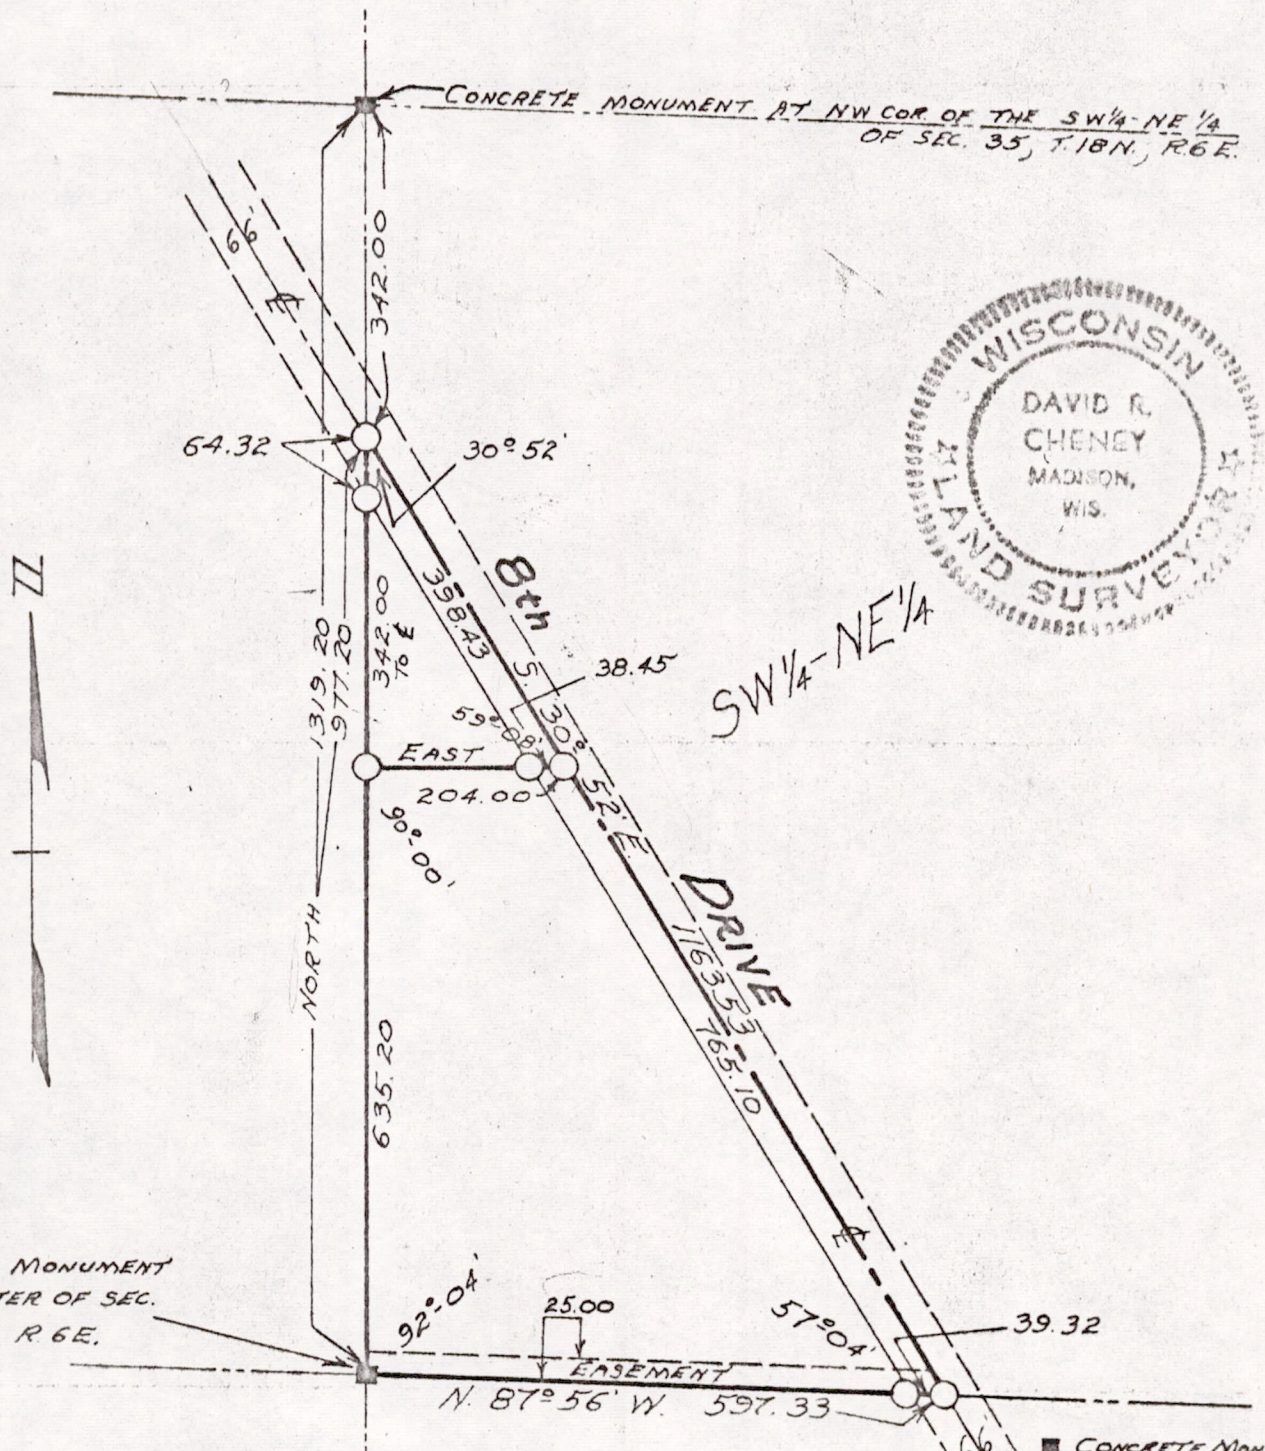 CONCRETE MONUMENT AT NW COR. OF THE SW¼-NE ¼
OF SEC. 35, T.18N., R.6E.
66'
℄
342.00
WISCONSIN
DAVID R.
CHENEY
MADISON,
WIS.
LAND SURVEYOR
64.32
30°-52'
8th
398.43
342.00
TO ℄
1319.20
977.20
NORTH
SW¼-NE¼
S. 30° 52' E.
38.45
59°-08'
EAST
204.00
90°-00'
DRIVE
1163.53
765.10
635.20
℄
MONUMENT
TER OF SEC.
R.6E.
92°-04'
25.00
57°-04'
39.32
EASEMENT
N. 87° 56' W. 597.33
66
CONCRETE MON
N